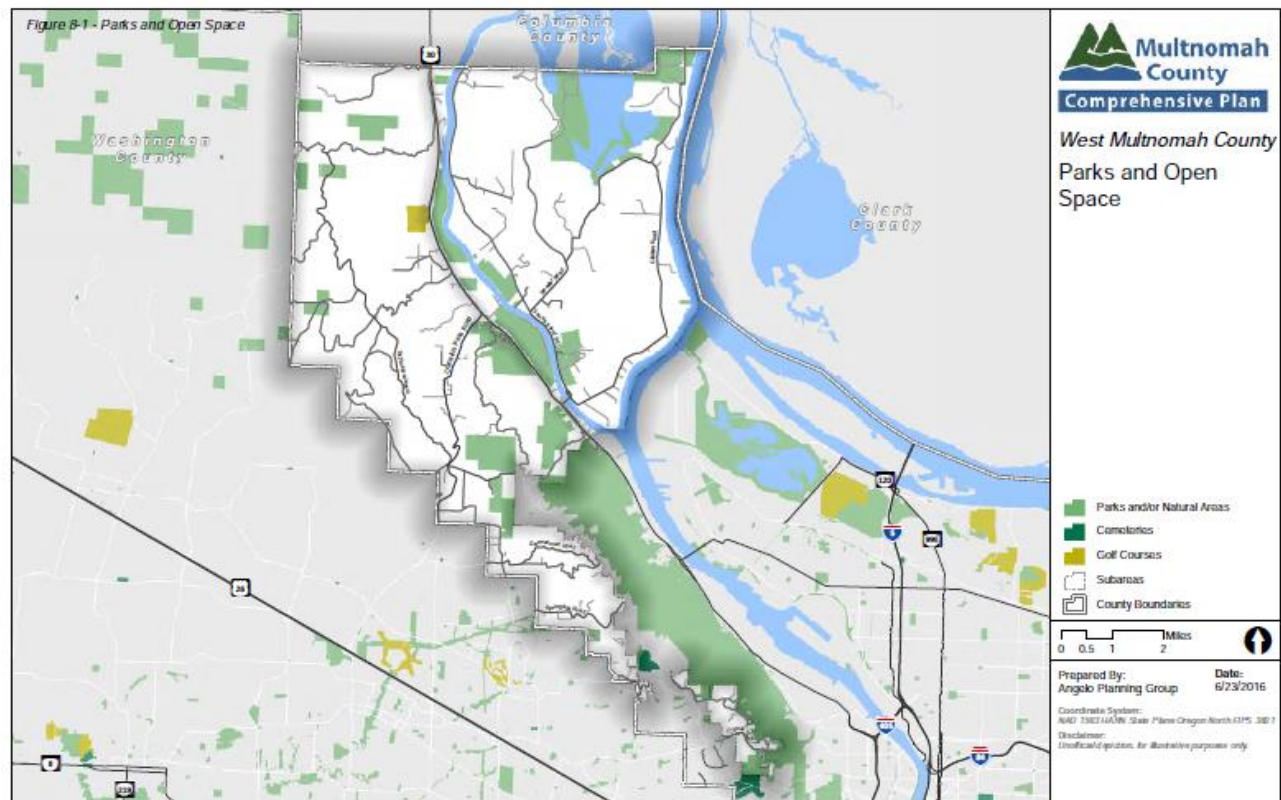 Figure 8-1 - Parks and Open Space
Columbia
County
30
Washington
County
Clark
County
120
5
99E
26
405
84
8
219
Multnomah
County
Comprehensive Plan
West Multnomah County
Parks and Open
Space
Parks and/or Natural Areas
Cemeteries
Golf Courses
Subareas
County Boundaries
Miles
0 0.5 1 2
Prepared By:
Angelo Planning Group
Date:
6/23/2016
Coordinate System:
Disclaimer:
Unofficial depiction, for illustrative purposes only.